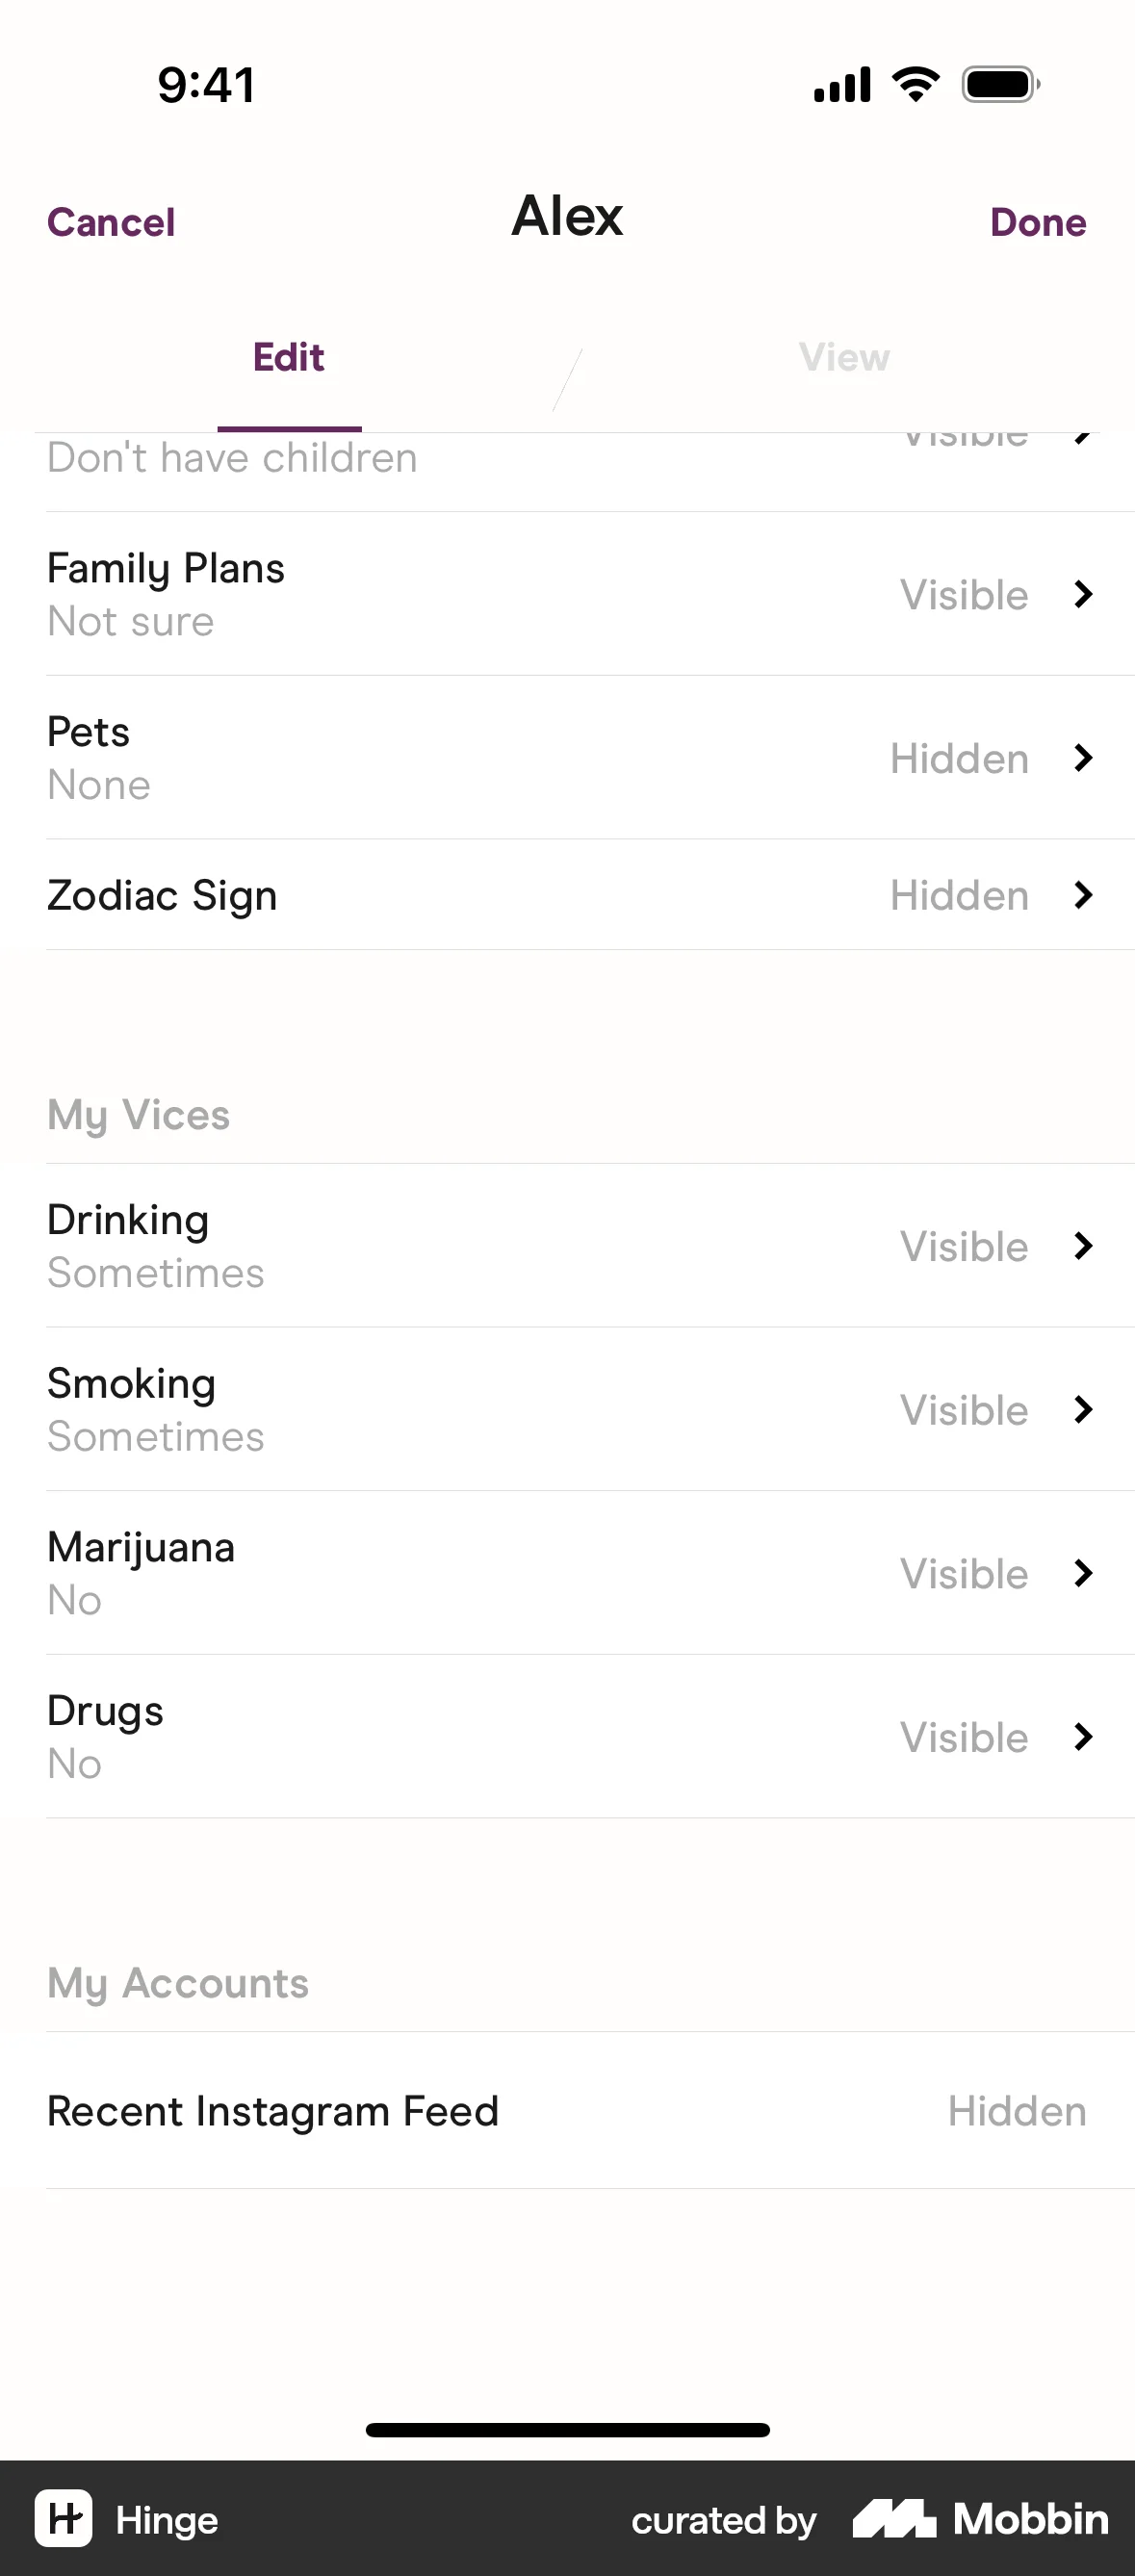 9:41
Cancel
Alex
Done
Edit
View
Don't have children
Visible
Family Plans
Not sure
Visible
Pets
None
Hidden
Zodiac Sign
Hidden
My Vices
Drinking
Sometimes
Visible
Smoking
Sometimes
Visible
Marijuana
No
Visible
Drugs
No
Visible
My Accounts
Recent Instagram Feed
Hidden
Hinge
curated by
Mobbin